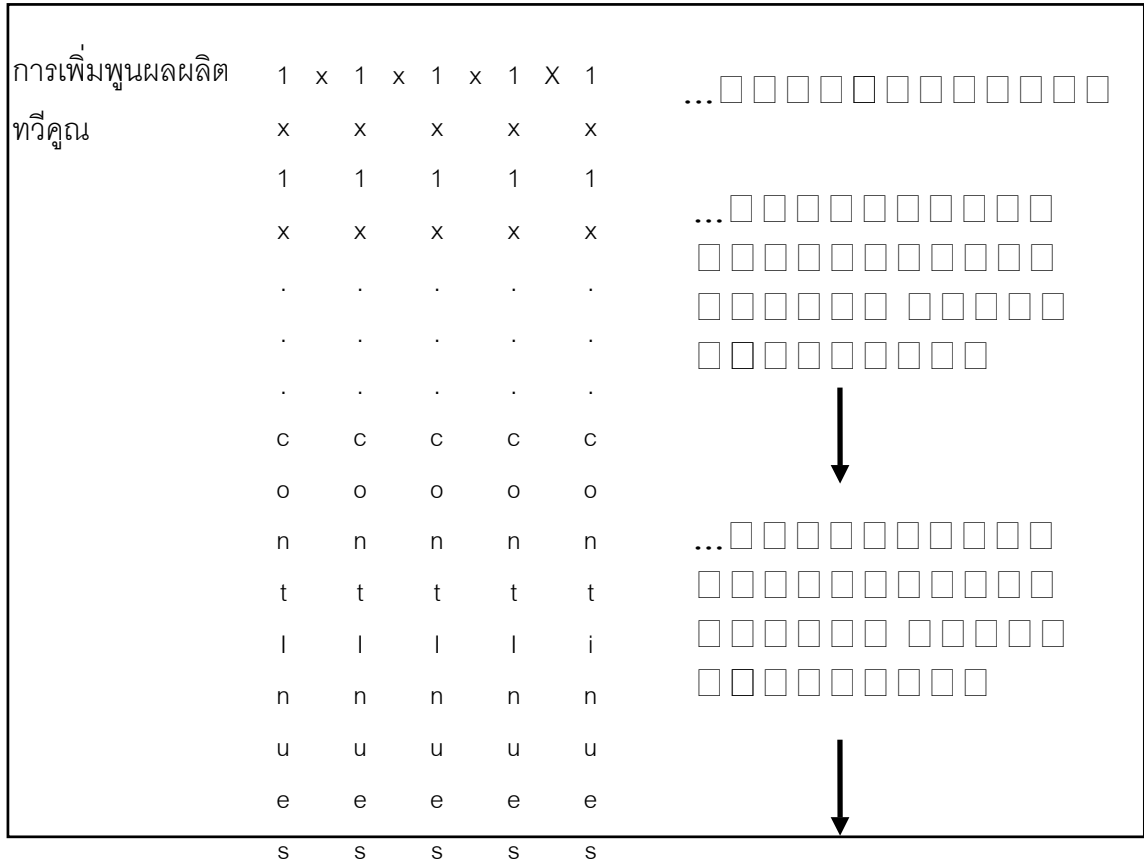 การเพิ่มพูนผลผลิต
ทวีคูณ
1 x 1 x 1 x 1 X 1
x x x x x
1 1 1 1 1
x x x x x
. . . . .
. . . . .
. . . . .
c c c c c
o o o o o
n n n n n
t t t t t
I I I I i
n n n n n
u u u u u
e e e e e
s s s s s
...□□□□□□□□□□□□
...□□□□□□□□□□
□□□□□□□□□□□
□□□□□□ □□□□□
□□□□□□□□□
...□□□□□□□□□□
□□□□□□□□□□□
□□□□□□ □□□□□
□□□□□□□□□